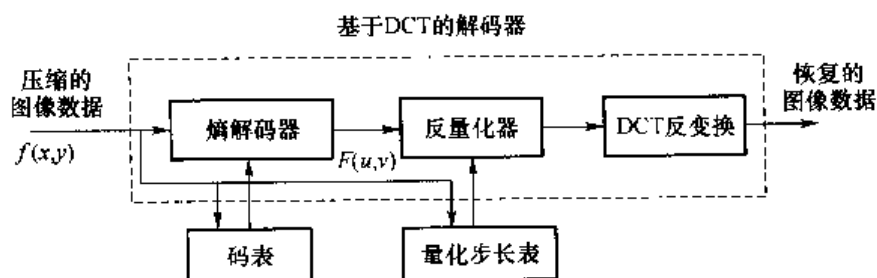 基于DCT的解码器
压缩的
图像数据
恢复的
图像数据
熵解码器
反量化器
DCT反变换
f(x,y)
F(u,v)
码表
量化步长表